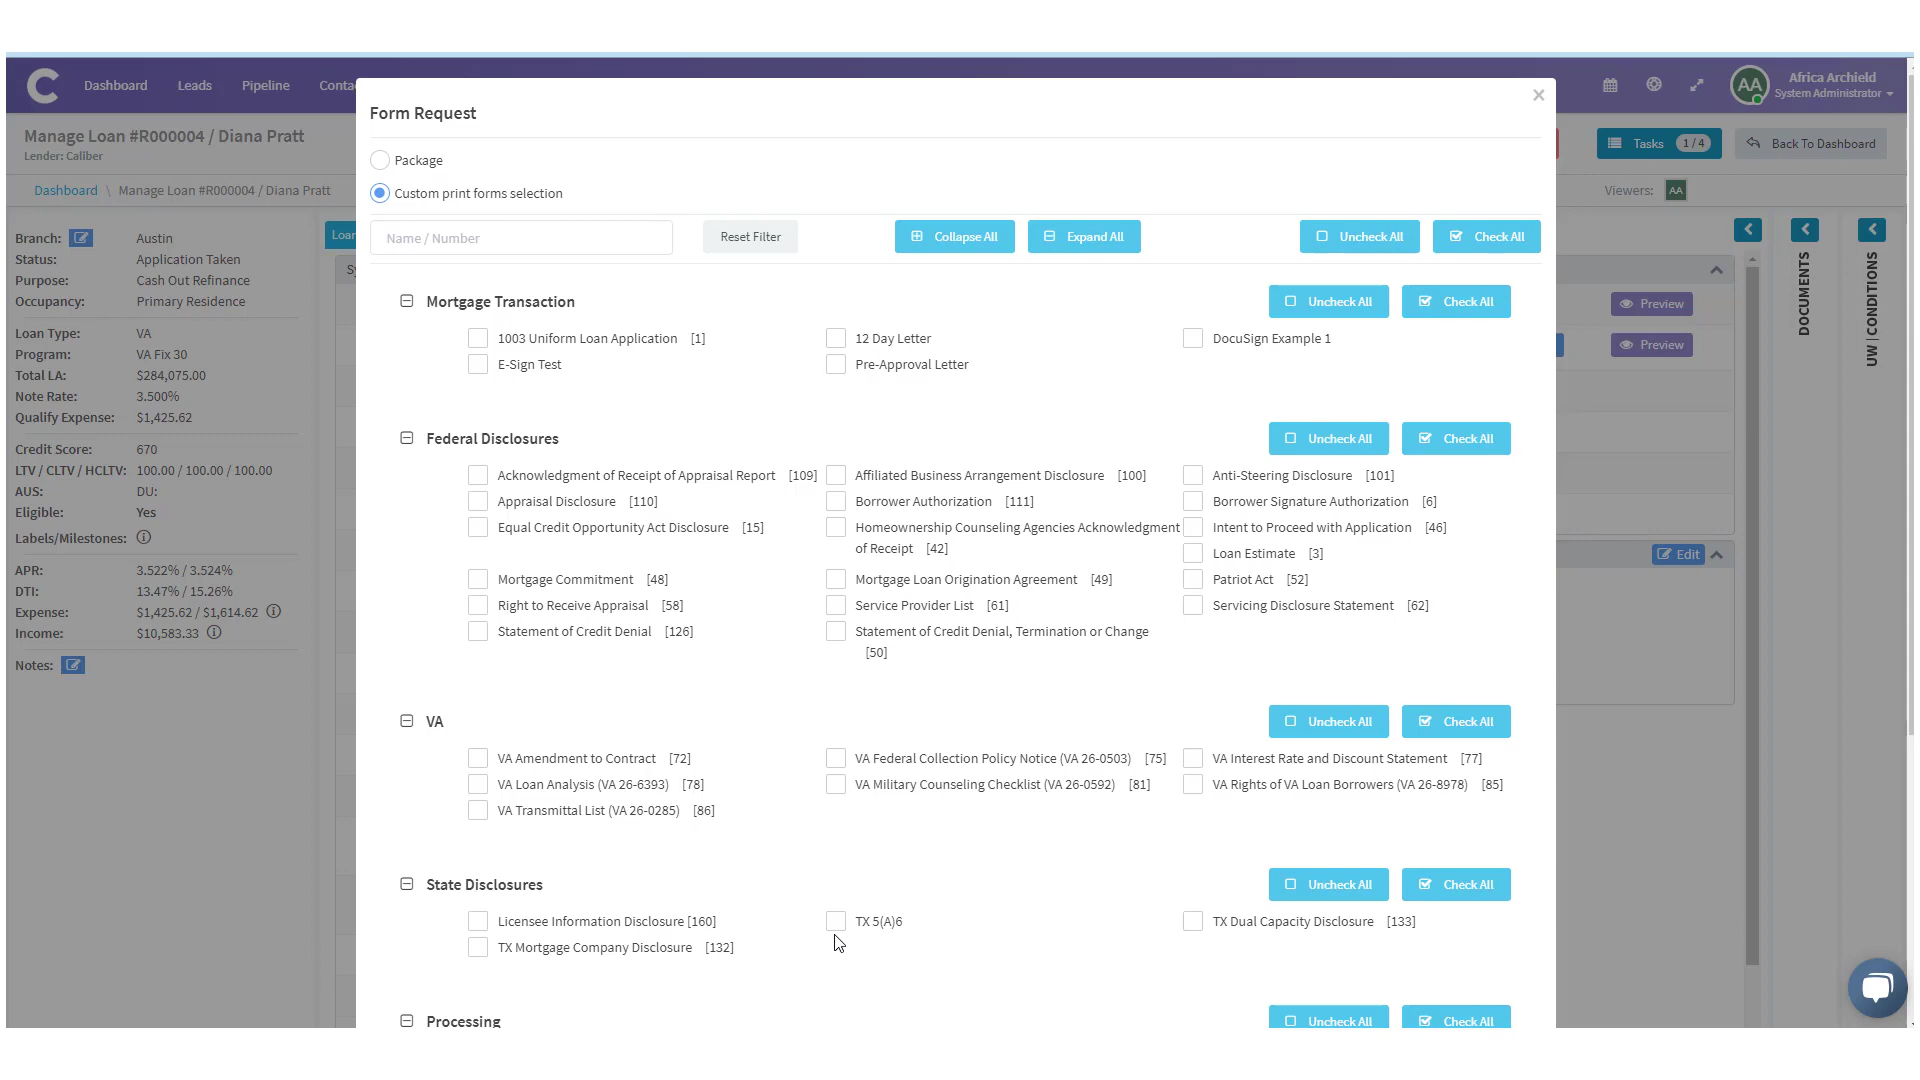 Dashboard
Leads
Pipeline
Conta
AA
Africa Archield
System Administrator
Manage Loan #R000004 / Diana Pratt
Lender: Caliber
Tasks 1 / 4
Back To Dashboard
Dashboard \ Manage Loan #R000004 / Diana Pratt
Viewers: AA
Branch: Austin
Status: Application Taken
Purpose: Cash Out Refinance
Occupancy: Primary Residence
Loan Type: VA
Program: VA Fix 30
Total LA: $284,075.00
Note Rate: 3.500%
Qualify Expense: $1,425.62
Credit Score: 670
LTV / CLTV / HCLTV: 100.00 / 100.00 / 100.00
AUS: DU:
Eligible: Yes
Labels/Milestones:
APR: 3.522% / 3.524%
DTI: 13.47% / 15.26%
Expense: $1,425.62 / $1,614.62
Income: $10,583.33
Notes:
Loar
Sy
Form Request
×
Package
Custom print forms selection
Name / Number
Reset Filter
Collapse All
Expand All
Uncheck All
Check All
Mortgage Transaction
Uncheck All
Check All
1003 Uniform Loan Application [1]
12 Day Letter
DocuSign Example 1
E-Sign Test
Pre-Approval Letter
Federal Disclosures
Uncheck All
Check All
Acknowledgment of Receipt of Appraisal Report [109]
Affiliated Business Arrangement Disclosure [100]
Anti-Steering Disclosure [101]
Appraisal Disclosure [110]
Borrower Authorization [111]
Borrower Signature Authorization [6]
Equal Credit Opportunity Act Disclosure [15]
Homeownership Counseling Agencies Acknowledgment
of Receipt [42]
Intent to Proceed with Application [46]
Loan Estimate [3]
Mortgage Commitment [48]
Mortgage Loan Origination Agreement [49]
Patriot Act [52]
Right to Receive Appraisal [58]
Service Provider List [61]
Servicing Disclosure Statement [62]
Statement of Credit Denial [126]
Statement of Credit Denial, Termination or Change
[50]
VA
Uncheck All
Check All
VA Amendment to Contract [72]
VA Federal Collection Policy Notice (VA 26-0503) [75]
VA Interest Rate and Discount Statement [77]
VA Loan Analysis (VA 26-6393) [78]
VA Military Counseling Checklist (VA 26-0592) [81]
VA Rights of VA Loan Borrowers (VA 26-8978) [85]
VA Transmittal List (VA 26-0285) [86]
State Disclosures
Uncheck All
Check All
Licensee Information Disclosure [160]
TX 5(A)6
TX Dual Capacity Disclosure [133]
TX Mortgage Company Disclosure [132]
Processing
Uncheck All
Check All
Preview
Preview
Edit
DOCUMENTS
UW | CONDITIONS